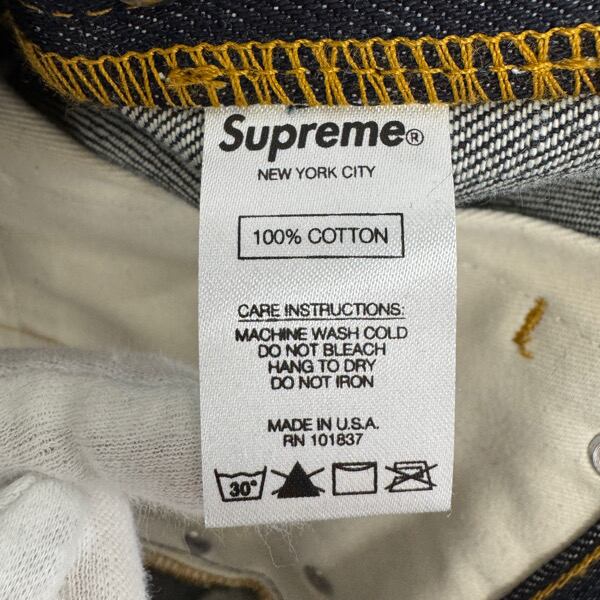 Supreme®
NEW YORK CITY
100% COTTON
CARE INSTRUCTIONS:
MACHINE WASH COLD
DO NOT BLEACH
HANG TO DRY
DO NOT IRON
MADE IN U.S.A.
RN 101837
30°